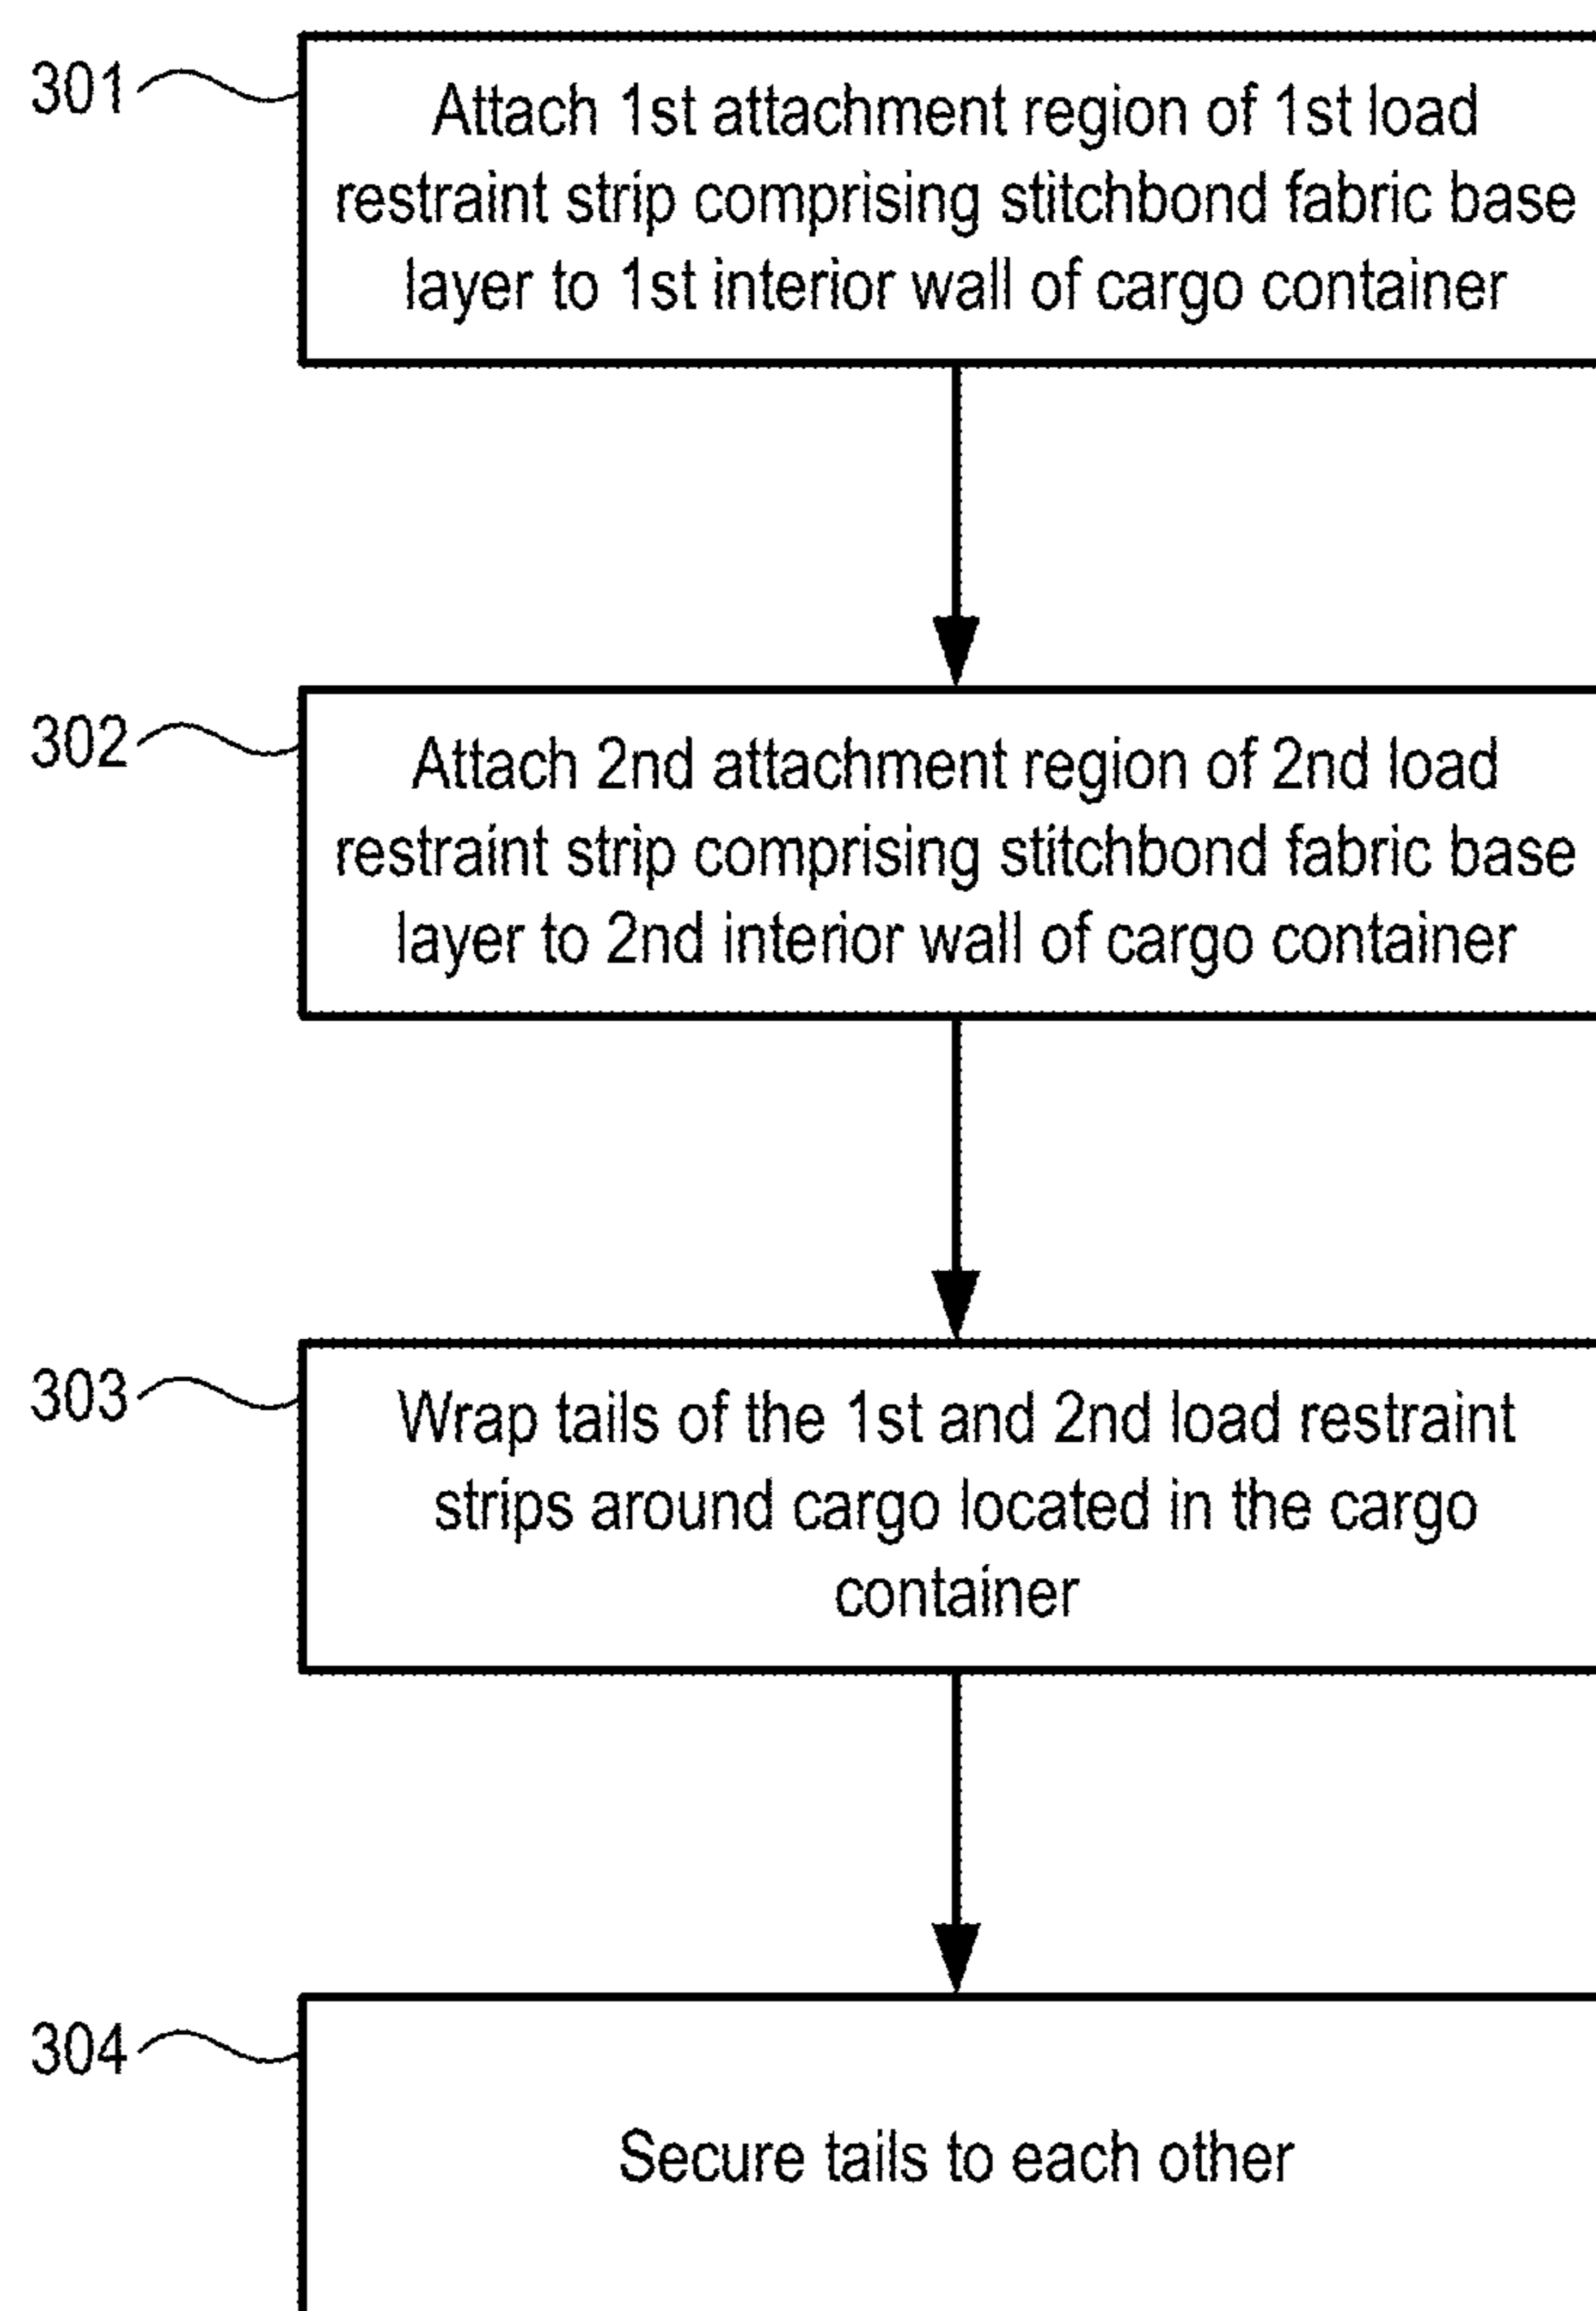 301
Attach 1st attachment region of 1st load
restraint strip comprising stitchbond fabric base
layer to 1st interior wall of cargo container
302
Attach 2nd attachment region of 2nd load
restraint strip comprising stitchbond fabric base
layer to 2nd interior wall of cargo container
303
Wrap tails of the 1st and 2nd load restraint
strips around cargo located in the cargo
container
304
Secure tails to each other